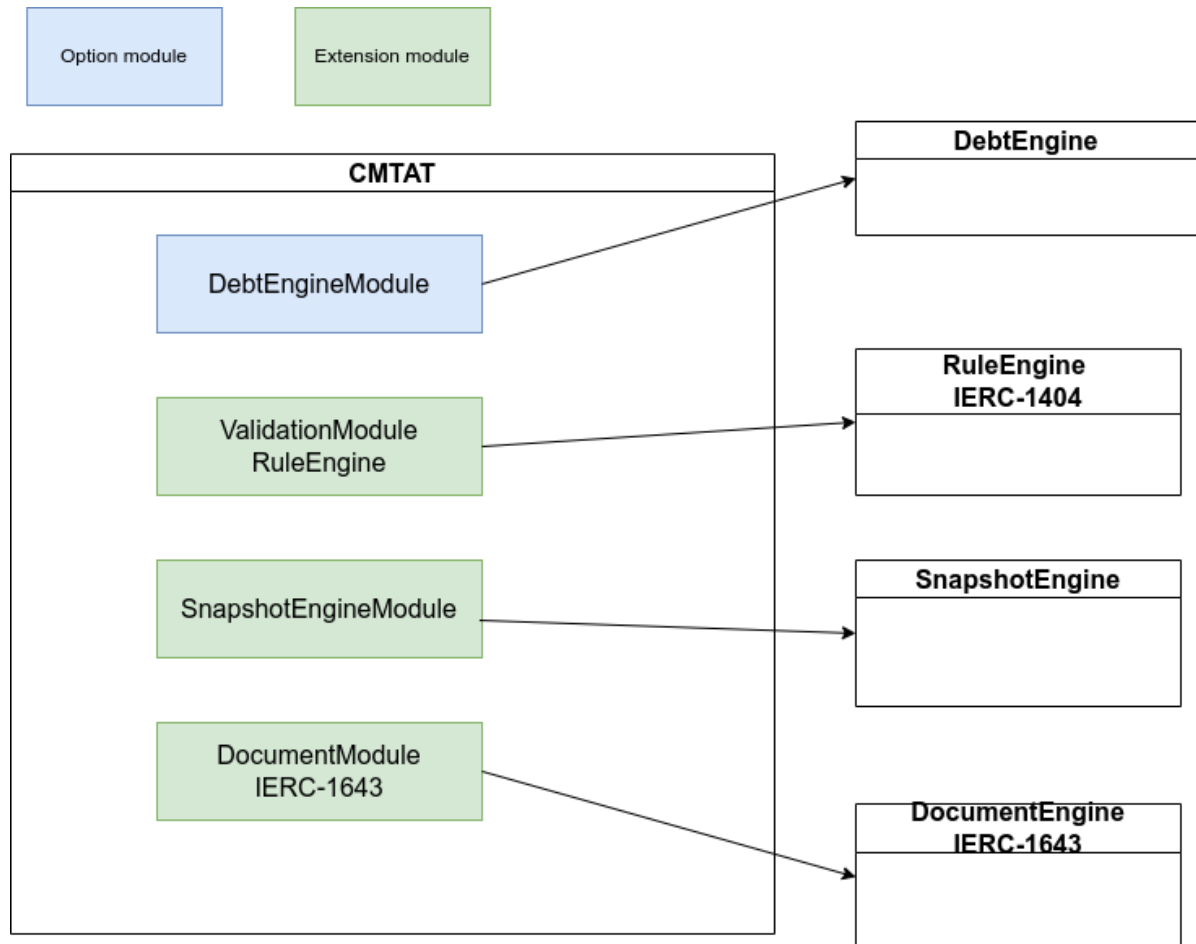 Option module
Extension module
CMTAT
DebtEngineModule
ValidationModule
RuleEngine
SnapshotEngineModule
DocumentModule
IERC-1643
DebtEngine
RuleEngine
IERC-1404
SnapshotEngine
DocumentEngine
IERC-1643